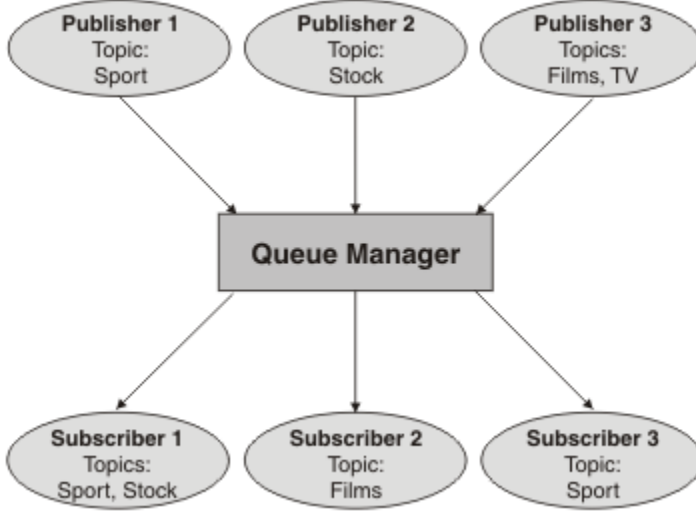 Publisher 1
Topic:
Sport
Publisher 2
Topic:
Stock
Publisher 3
Topics:
Films, TV
Queue Manager
Subscriber 1
Topics:
Sport, Stock
Subscriber 2
Topic:
Films
Subscriber 3
Topic:
Sport